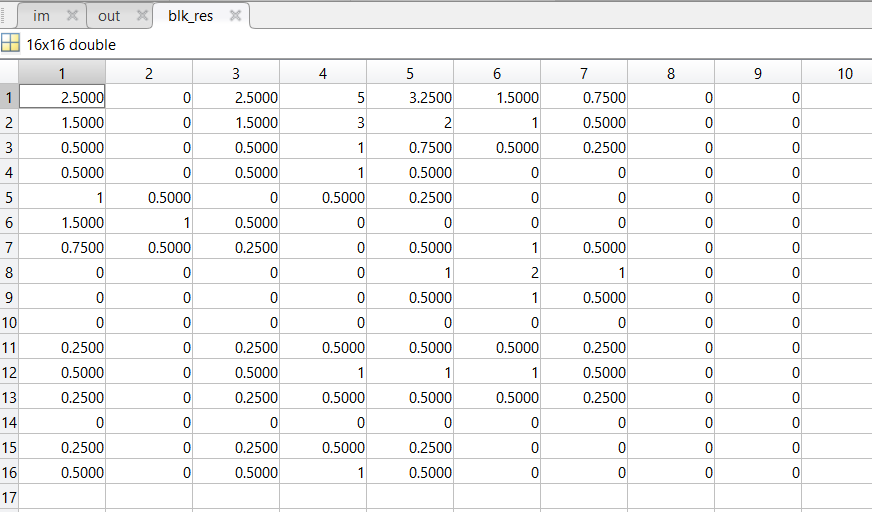 im out blk_res
16x16 double
1 2 3 4 5 6 7 8 9 10
1 2.5000 0 2.5000 5 3.2500 1.5000 0.7500 0 0
2 1.5000 0 1.5000 3 2 1 0.5000 0 0
3 0.5000 0 0.5000 1 0.7500 0.5000 0.2500 0 0
4 0.5000 0 0.5000 1 0.5000 0 0 0 0
5 1 0.5000 0 0.5000 0.2500 0 0 0 0
6 1.5000 1 0.5000 0 0 0 0 0 0
7 0.7500 0.5000 0.2500 0 0.5000 1 0.5000 0 0
8 0 0 0 0 1 2 1 0 0
9 0 0 0 0 0.5000 1 0.5000 0 0
10 0 0 0 0 0 0 0 0 0
11 0.2500 0 0.2500 0.5000 0.5000 0.5000 0.2500 0 0
12 0.5000 0 0.5000 1 1 1 0.5000 0 0
13 0.2500 0 0.2500 0.5000 0.5000 0.5000 0.2500 0 0
14 0 0 0 0 0 0 0 0 0
15 0.2500 0 0.2500 0.5000 0.2500 0 0 0 0
16 0.5000 0 0.5000 1 0.5000 0 0 0 0
17